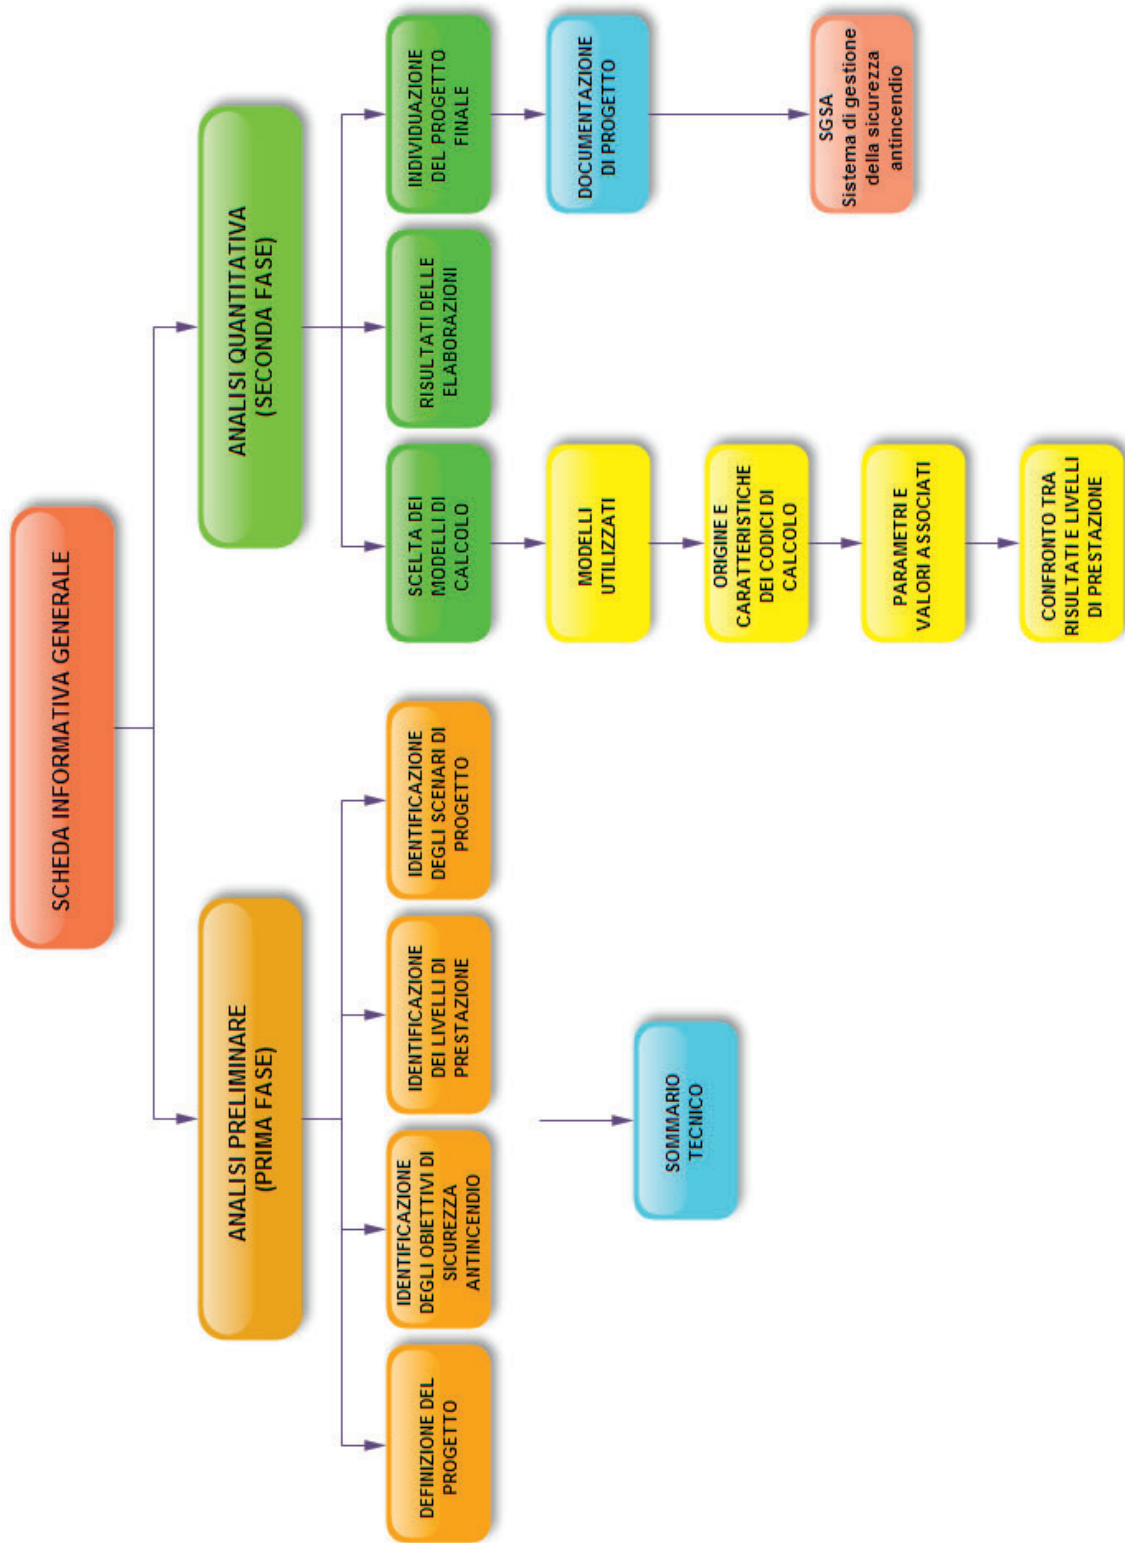 SCHEDA INFORMATIVA GENERALE
ANALISI PRELIMINARE
(PRIMA FASE)
ANALISI QUANTITATIVA
(SECONDA FASE)
DEFINIZIONE DEL
PROGETTO
IDENTIFICAZIONE
DEGLI OBIETTIVI DI
SICUREZZA
ANTINCENDIO
IDENTIFICAZIONE
DEI LIVELLI DI
PRESTAZIONE
IDENTIFICAZIONE
DEGLI SCENARI DI
PROGETTO
SCELTA DEI
MODELLI DI
CALCOLO
RISULTATI DELLE
ELABORAZIONI
INDIVIDUAZIONE
DEL PROGETTO
FINALE
SOMMARIO
TECNICO
MODELLI
UTILIZZATI
DOCUMENTAZIONE
DI PROGETTO
ORIGINE E
CARATTERISTICHE
DEI CODICI DI
CALCOLO
PARAMETRI E
VALORI ASSOCIATI
SGSA
Sistema di gestione
della sicurezza
antincendio
CONFRONTO TRA
RISULTATI E LIVELLI
DI PRESTAZIONE